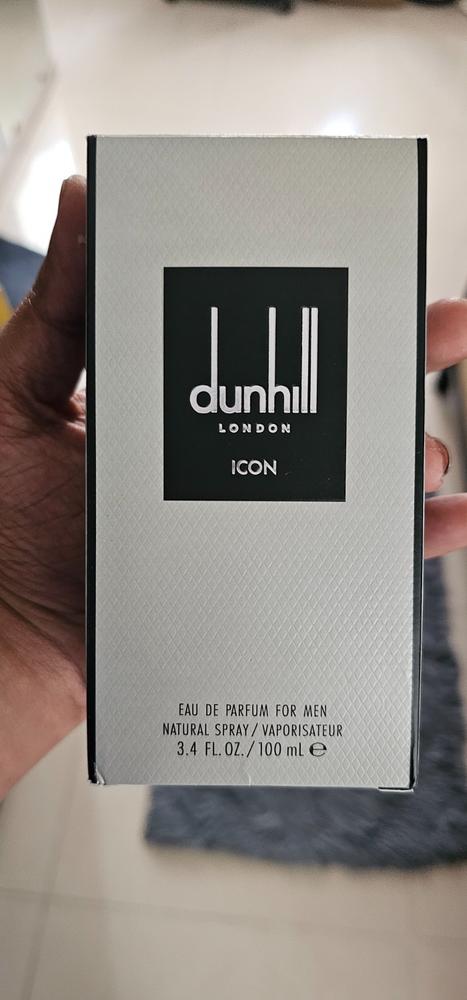 dunhill
LONDON
ICON
EAU DE PARFUM FOR MEN
NATURAL SPRAY/VAPORISATEUR
3.4 FL.OZ./100 mL ℮